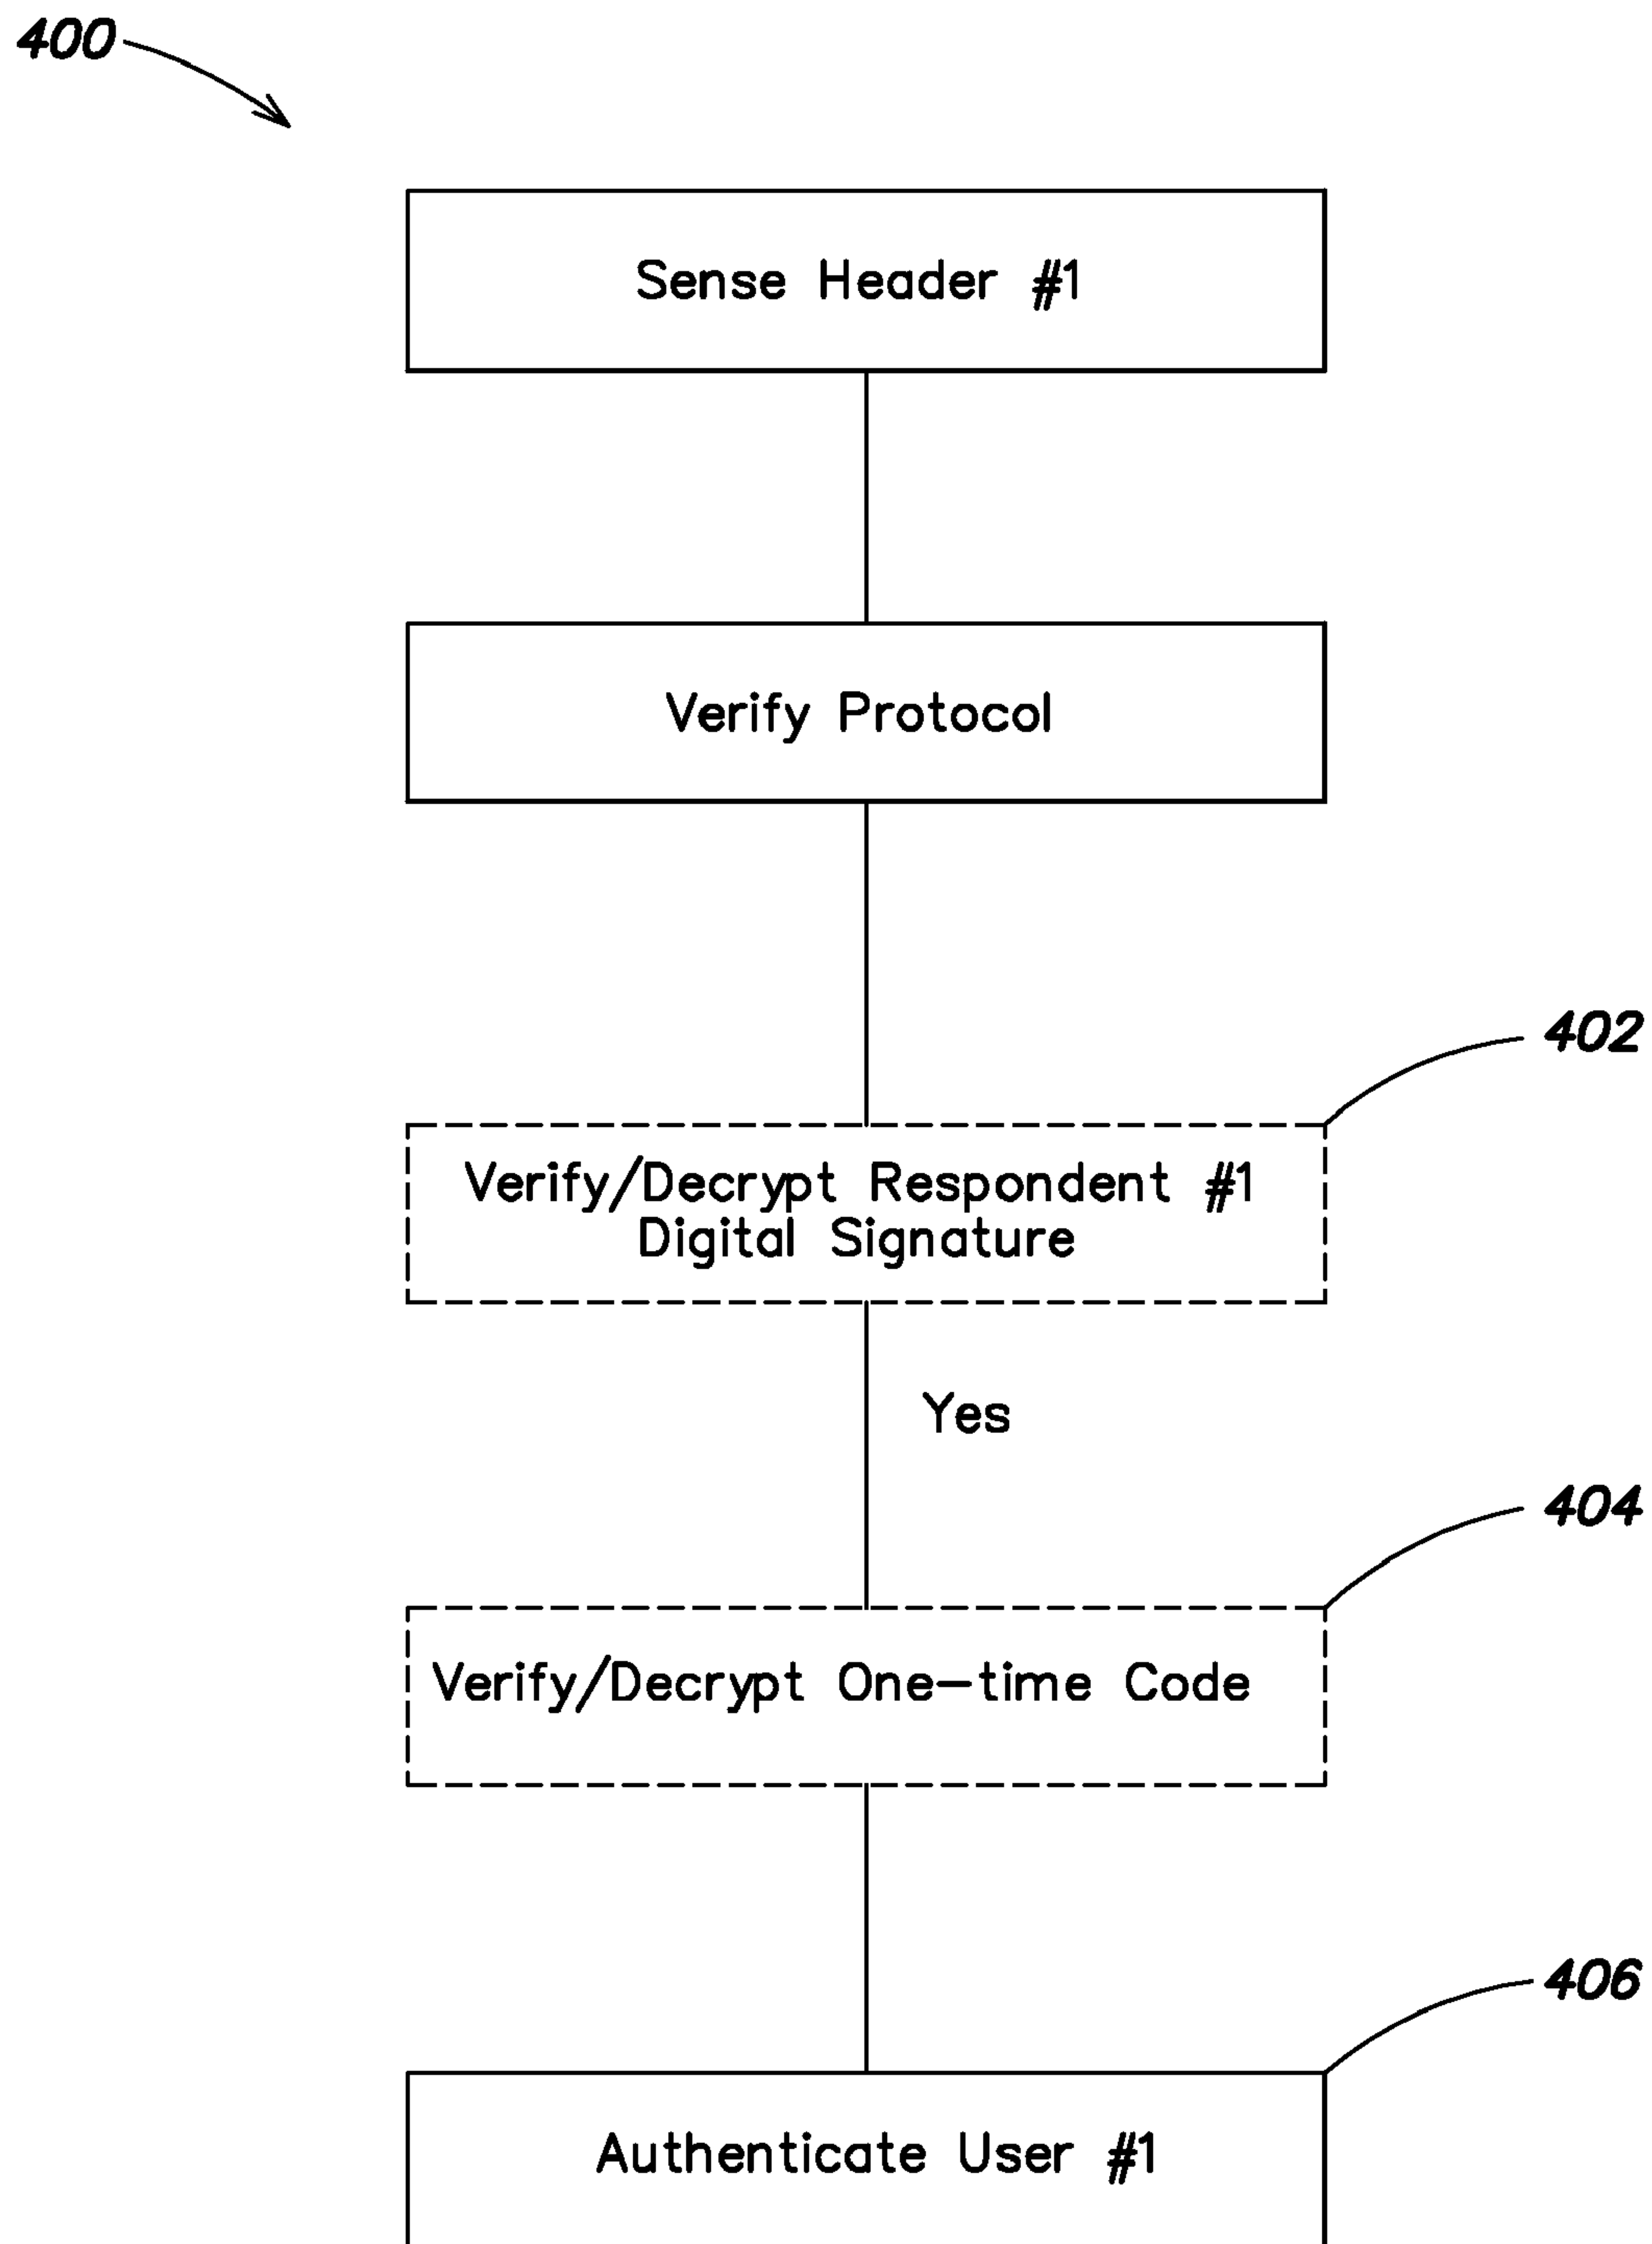 400
Sense Header #1
Verify Protocol
402
Verify/Decrypt Respondent #1
Digital Signature
Yes
404
Verify/Decrypt One-time Code
406
Authenticate User #1